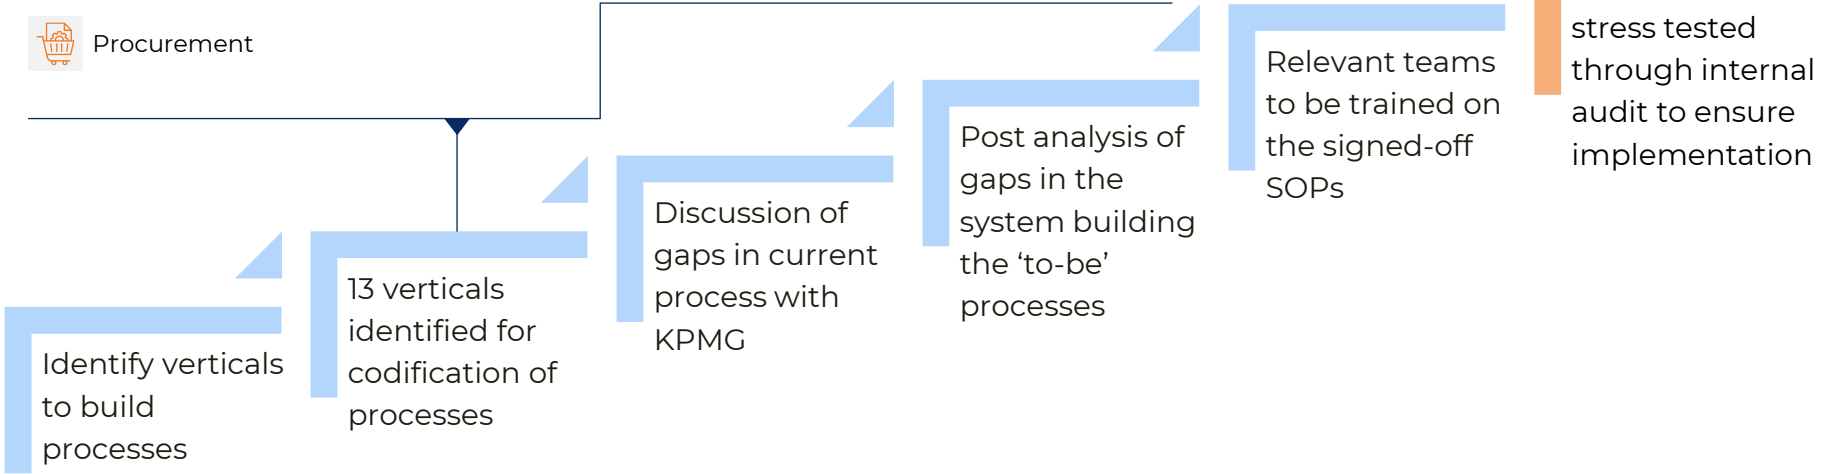 Procurement
Identify verticals
to build
processes
13 verticals
identified for
codification of
processes
Discussion of
gaps in current
process with
KPMG
Post analysis of
gaps in the
system building
the ‘to-be’
processes
Relevant teams
to be trained on
the signed-off
SOPs
stress tested
through internal
audit to ensure
implementation